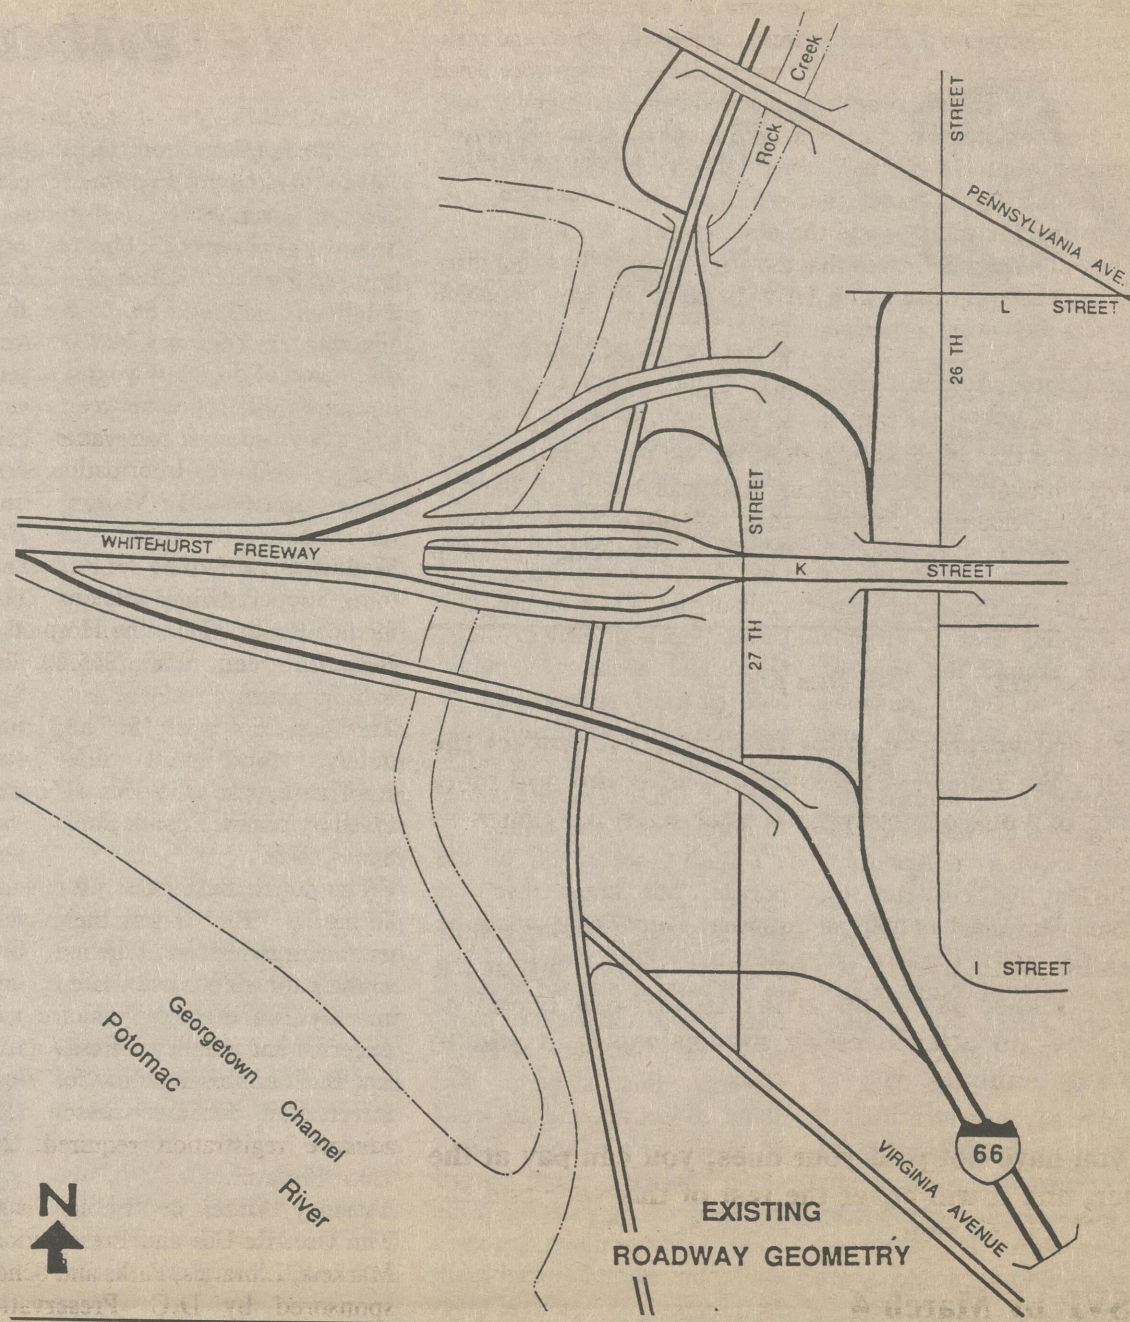 Creek
Rock
STREET
PENNSYLVANIA AVE.
L STREET
26 TH
STREET
WHITEHURST FREEWAY
K STREET
27 TH
I STREET
Georgetown Channel
Potomac River
66
VIRGINIA AVENUE
N
EXISTING
ROADWAY GEOMETRY